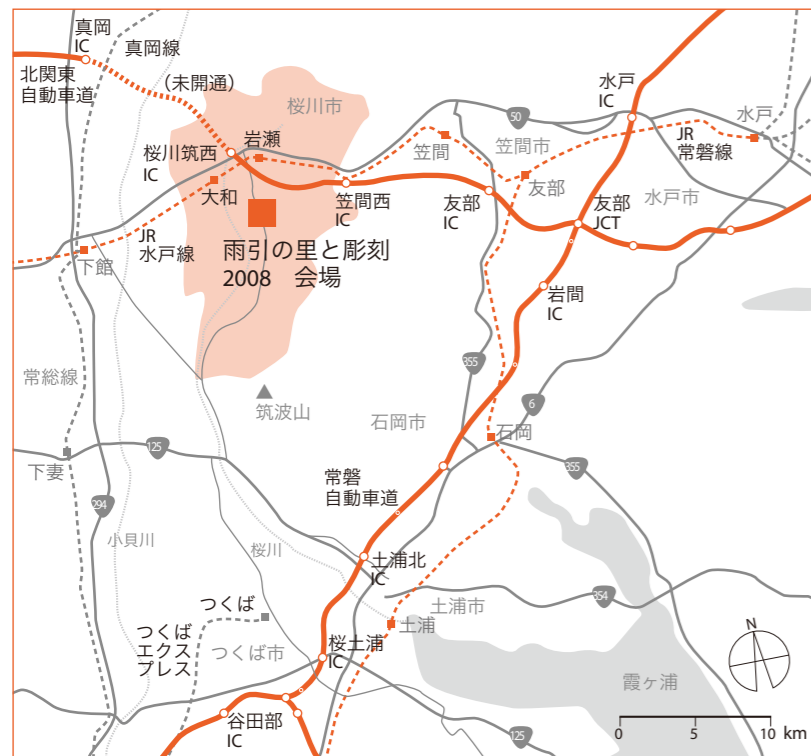 真岡
IC
真岡線
北関東
自動車道
（未開通）
桜川市
水戸
IC
50
水戸
岩瀬
笠間
笠間市
JR
常磐線
桜川筑西
IC
大和
笠間西
IC
友部
IC
友部
友部
JCT
水戸市
雨引の里と彫刻
2008　会場
JR
水戸線
下館
岩間
IC
355
常総線
筑波山
石岡市
6
石岡
下妻
125
常磐
自動車道
355
294
小貝川
桜川
土浦北
IC
354
つくば
土浦市
土浦
つくば
エクス
プレス
つくば市
桜土浦
IC
N
霞ヶ浦
谷田部
IC
125
0
5
10 km